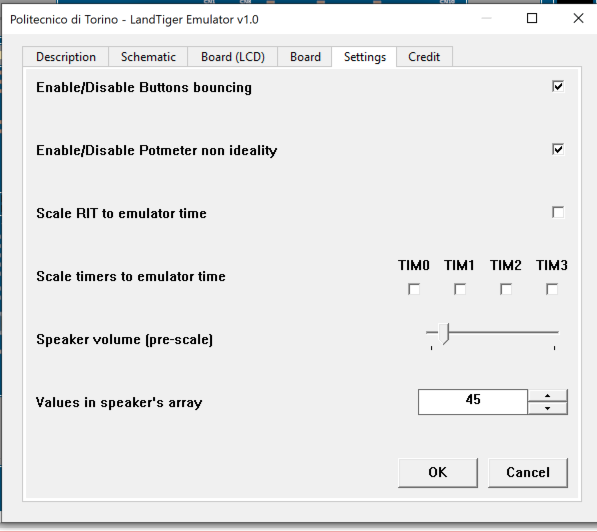 Politecnico di Torino - LandTiger Emulator v1.0
Description Schematic Board (LCD) Board Settings Credit
Enable/Disable Buttons bouncing
Enable/Disable Potmeter non ideality
Scale RIT to emulator time
TIM0 TIM1 TIM2 TIM3
Scale timers to emulator time
Speaker volume (pre-scale)
Values in speaker's array 45
OK Cancel